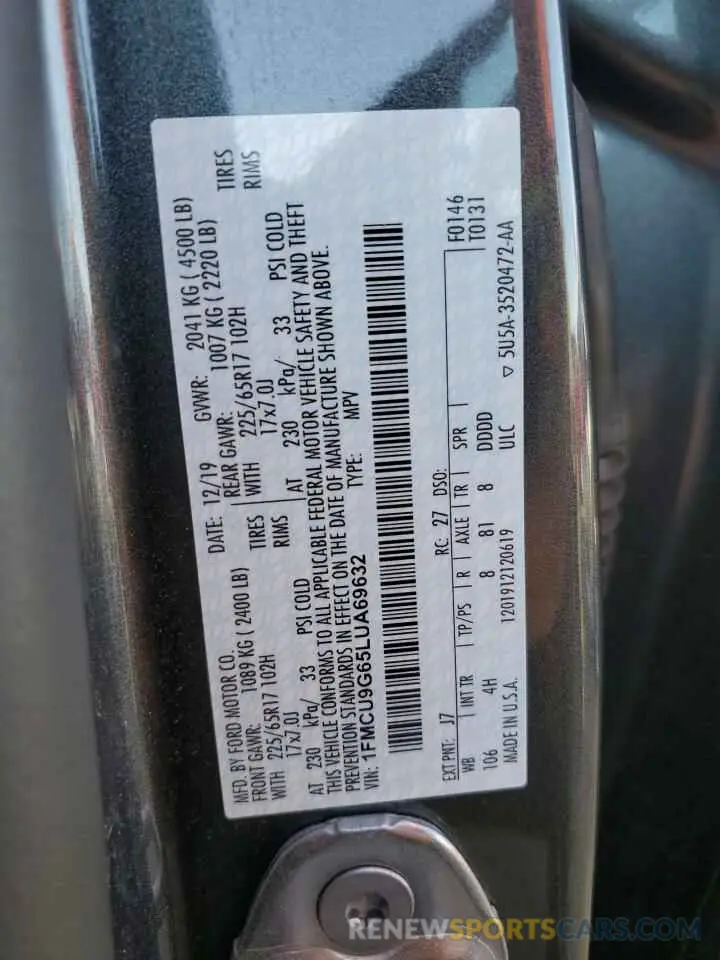 MFD. BY FORD MOTOR CO.
DATE: 12/19 GVWR: 2041 KG ( 4500 LB)
FRONT GAWR: 1089 KG ( 2400 LB) REAR GAWR: 1007 KG ( 2220 LB)
WITH 225/65R17 102H TIRES WITH 225/65R17 102H TIRES
17x7.0J RIMS 17x7.0J RIMS
AT 230 kPa/ 33 PSI COLD AT 230 kPa/ 33 PSI COLD
THIS VEHICLE CONFORMS TO ALL APPLICABLE FEDERAL MOTOR VEHICLE SAFETY AND THEFT
PREVENTION STANDARDS IN EFFECT ON THE DATE OF MANUFACTURE SHOWN ABOVE.
VIN: 1FMCU9G65LUA69632 TYPE: MPV
F0146
T0131
EXT PNT: J7 RC: 27 DSO:
WB INT TR TP/PS R AXLE TR SPR
106 4H 8 81 8 DDDD
MADE IN U.S.A. 1201912120619 ULC ▽ 5U5A-3520472-AA
RENEWSPORTSCARS.COM